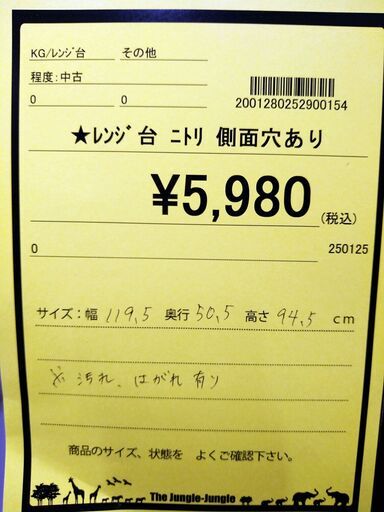 KG/ﾚﾝｼﾞ台 その他
程度:中古
0 0
2001280252900154
★ﾚﾝｼﾞ台 ﾆﾄﾘ 側面穴あり
¥5,980 (税込)
0 250125
サイズ:幅 119.5 奥行 50.5 高さ 94.5 cm
※ 汚れ、はがれ有り
商品のサイズ、状態を よくご確認下さい。
The Jungle-Jungle